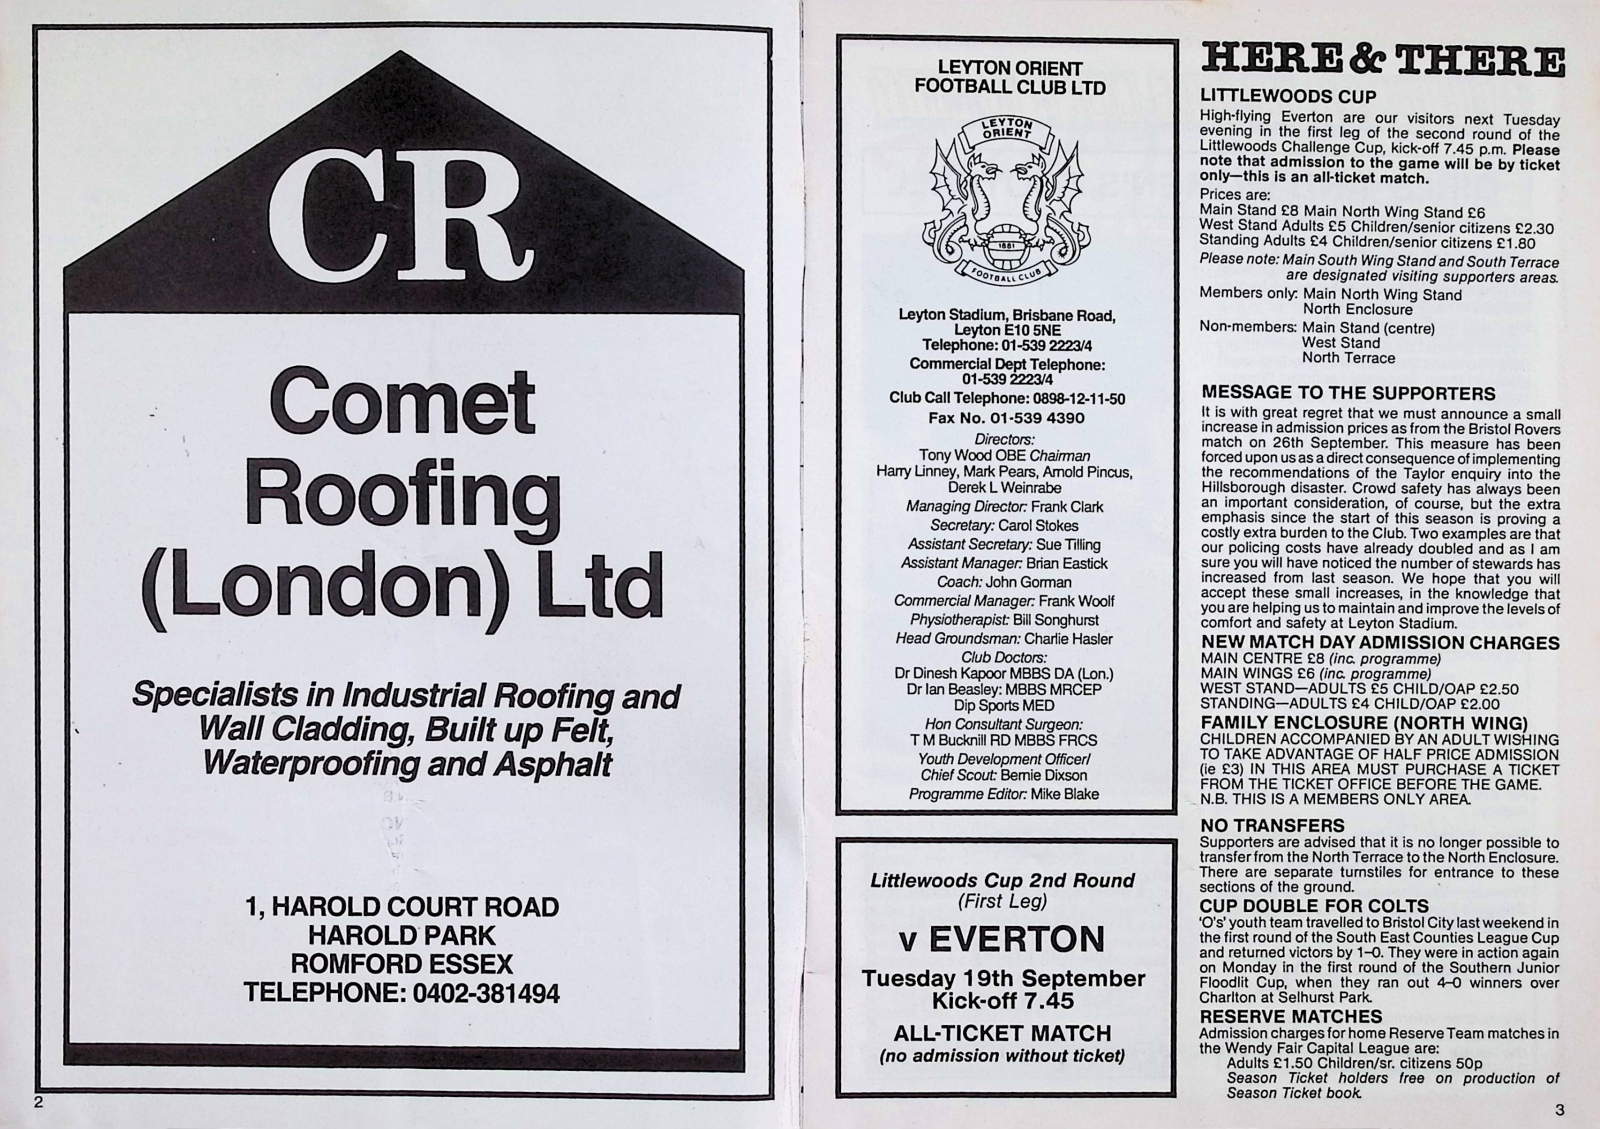 CR
Comet
Roofing
(London) Ltd
Specialists in Industrial Roofing and
Wall Cladding, Built up Felt,
Waterproofing and Asphalt
1, HAROLD COURT ROAD
HAROLD PARK
ROMFORD ESSEX
TELEPHONE: 0402-381494
2
LEYTON ORIENT
FOOTBALL CLUB LTD
LEYTON
ORIENT
1881
FOOTBALL CLUB
Leyton Stadium, Brisbane Road,
Leyton E10 5NE
Telephone: 01-539 2223/4
Commercial Dept Telephone:
01-539 2223/4
Club Call Telephone: 0898-12-11-50
Fax No. 01-539 4390
Directors:
Tony Wood OBE Chairman
Harry Linney, Mark Pears, Arnold Pincus,
Derek L Weinrabe
Managing Director: Frank Clark
Secretary: Carol Stokes
Assistant Secretary: Sue Tilling
Assistant Manager: Brian Eastick
Coach: John Gorman
Commercial Manager: Frank Woolf
Physiotherapist: Bill Songhurst
Head Groundsman: Charlie Hasler
Club Doctors:
Dr Dinesh Kapoor MBBS DA (Lon.)
Dr Ian Beasley: MBBS MRCEP
Dip Sports MED
Hon Consultant Surgeon:
T M Bucknill RD MBBS FRCS
Youth Development Officer/
Chief Scout: Bernie Dixson
Programme Editor: Mike Blake
Littlewoods Cup 2nd Round
(First Leg)
v EVERTON
Tuesday 19th September
Kick-off 7.45
ALL-TICKET MATCH
(no admission without ticket)
HERE & THERE
LITTLEWOODS CUP
High-flying Everton are our visitors next Tuesday
evening in the first leg of the second round of the
Littlewoods Challenge Cup, kick-off 7.45 p.m. Please
note that admission to the game will be by ticket
only—this is an all-ticket match.
Prices are:
Main Stand £8 Main North Wing Stand £6
West Stand Adults £5 Children/senior citizens £2.30
Standing Adults £4 Children/senior citizens £1.80
Please note: Main South Wing Stand and South Terrace
are designated visiting supporters areas.
Members only: Main North Wing Stand
North Enclosure
Non-members: Main Stand (centre)
West Stand
North Terrace
MESSAGE TO THE SUPPORTERS
It is with great regret that we must announce a small
increase in admission prices as from the Bristol Rovers
match on 26th September. This measure has been
forced upon us as a direct consequence of implementing
the recommendations of the Taylor enquiry into the
Hillsborough disaster. Crowd safety has always been
an important consideration, of course, but the extra
emphasis since the start of this season is proving a
costly extra burden to the Club. Two examples are that
our policing costs have already doubled and as I am
sure you will have noticed the number of stewards has
increased from last season. We hope that you will
accept these small increases, in the knowledge that
you are helping us to maintain and improve the levels of
comfort and safety at Leyton Stadium.
NEW MATCH DAY ADMISSION CHARGES
MAIN CENTRE £8 (inc. programme)
MAIN WINGS £6 (inc. programme)
WEST STAND—ADULTS £5 CHILD/OAP £2.50
STANDING—ADULTS £4 CHILD/OAP £2.00
FAMILY ENCLOSURE (NORTH WING)
CHILDREN ACCOMPANIED BY AN ADULT WISHING
TO TAKE ADVANTAGE OF HALF PRICE ADMISSION
(ie £3) IN THIS AREA MUST PURCHASE A TICKET
FROM THE TICKET OFFICE BEFORE THE GAME.
N.B. THIS IS A MEMBERS ONLY AREA.
NO TRANSFERS
Supporters are advised that it is no longer possible to
transfer from the North Terrace to the North Enclosure.
There are separate turnstiles for entrance to these
sections of the ground.
CUP DOUBLE FOR COLTS
'O's' youth team travelled to Bristol City last weekend in
the first round of the South East Counties League Cup
and returned victors by 1–0. They were in action again
on Monday in the first round of the Southern Junior
Floodlit Cup, when they ran out 4–0 winners over
Charlton at Selhurst Park.
RESERVE MATCHES
Admission charges for home Reserve Team matches in
the Wendy Fair Capital League are:
Adults £1.50 Children/sr. citizens 50p
Season Ticket holders free on production of
Season Ticket book.
3